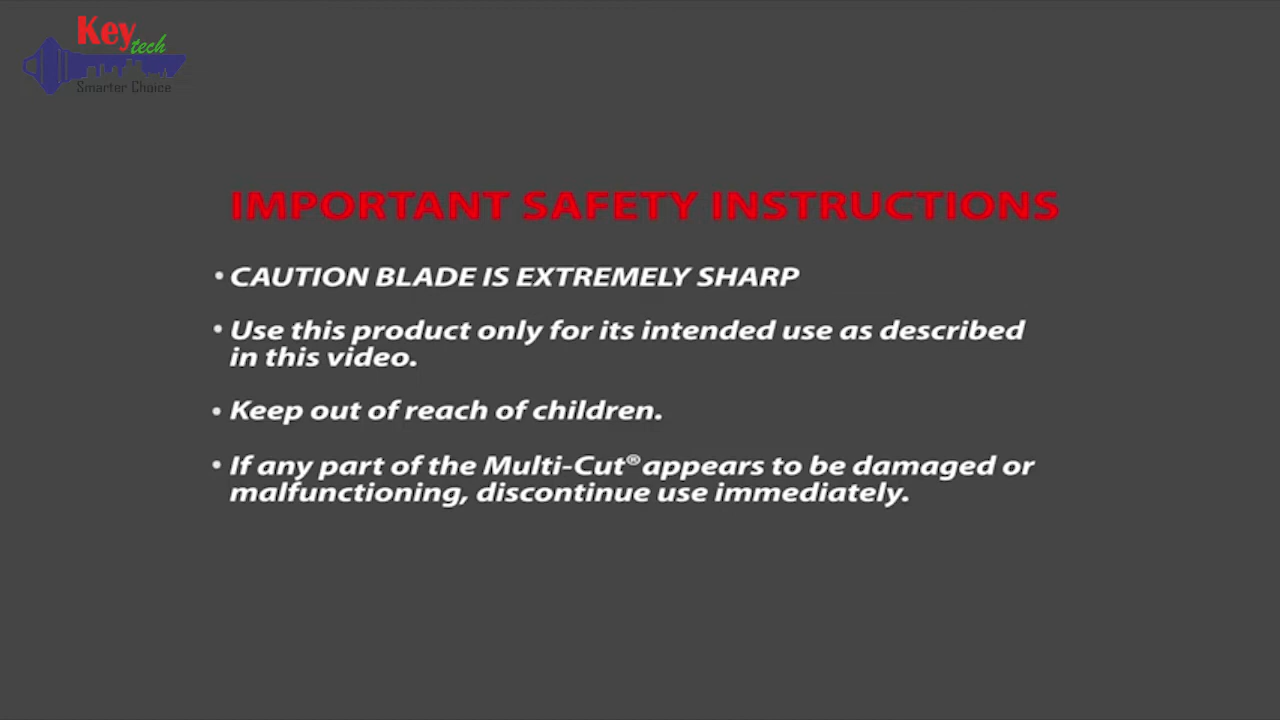 Key
tech
Smarter Choice
IMPORTANT SAFETY INSTRUCTIONS
• CAUTION BLADE IS EXTREMELY SHARP
• Use this product only for its intended use as described
in this video.
• Keep out of reach of children.
• If any part of the Multi-Cut® appears to be damaged or
malfunctioning, discontinue use immediately.